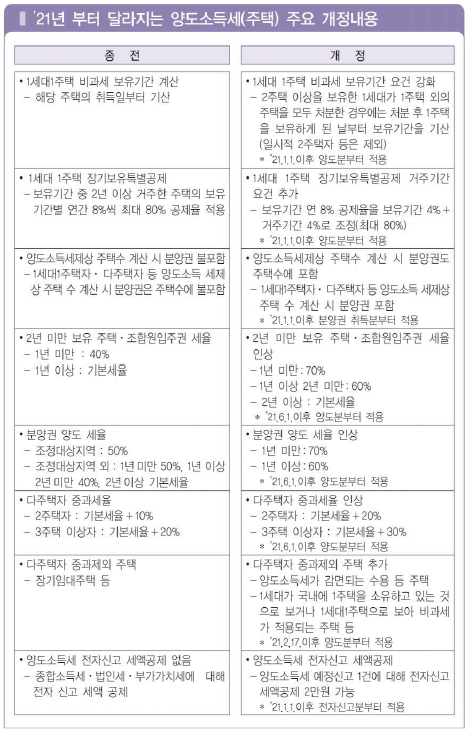 '21년 부터 달라지는 양도소득세(주택) 주요 개정내용
종 전
• 1세대1주택 비과세 보유기간 계산
– 해당 주택의 취득일부터 기산
개 정
• 1세대 1주택 비과세 보유기간 요건 강화
– 2주택 이상을 보유한 1세대가 1주택 외의
주택을 모두 처분한 경우에는 처분 후 1주택
을 보유하게 된 날부터 보유기간을 기산
(일시적 2주택자 등은 제외)
* '21.1.1.이후 양도분부터 적용
• 1세대 1주택 장기보유특별공제
– 보유기간 중 2년 이상 거주한 주택의 보유
기간별 연간 8%씩 최대 80% 공제율 적용
• 1세대 1주택 장기보유특별공제 거주기간
요건 추가
– 보유기간 연 8% 공제율을 보유기간 4%+
거주기간 4%로 조정(최대 80%)
* '21.1.1.이후 양도분부터 적용
• 양도소득세제상 주택수 계산 시 분양권 불포함
– 1세대1주택자· 다주택자 등 양도소득 세제
상 주택 수 계산 시 분양권은 주택수에 불포함
• 양도소득세제상 주택수 계산 시 분양권도
주택수에 포함
– 1세대1주택자· 다주택자 등 양도소득 세제상
주택 수 계산 시 분양권 포함
* '21.1.1.이후 분양권 취득분부터 적용
• 2년 미만 보유 주택·조합원입주권 세율
– 1년 미만 : 40%
– 1년 이상 : 기본세율
• 2년 미만 보유 주택·조합원입주권 세율
인상
– 1년 미만:70%
–1년 이상 2년 미만:60%
– 2년 이상 : 기본세율
* '21.6.1.이후 양도분부터 적용
• 분양권 양도 세율
– 조정대상지역 : 50%
– 조정대상지역 외 : 1년 미만 50%, 1년 이상
2년 미만 40%, 2년 이상 기본세율
• 분양권 양도 세율 인상
– 1년 미만:70%
– 1년 이상:60%
* '21.6.1.이후 양도분부터 적용
• 다주택자 중과세율
– 2주택자 : 기본세율+10%
– 3주택 이상자 : 기본세율+20%
• 다주택자 중과세율 인상
– 2주택자 : 기본세율+20%
– 3주택 이상자 : 기본세율+30%
* '21.6.1.이후 양도분부터 적용
• 다주택자 중과제외 주택
– 장기임대주택 등
• 다주택자 중과제외 주택 추가
– 양도소득세가 감면되는 수용 등 주택
– 1세대가 국내에 1주택을 소유하고 있는 것
으로 보거나 1세대1주택으로 보아 비과세
가 적용되는 주택 등
* '21.2.17.이후 양도분부터 적용
• 양도소득세 전자신고 세액공제 없음
– 종합소득세·법인세·부가가치세에 대해
전자 신고 세액 공제
• 양도소득세 전자신고 세액공제
– 양도소득세 예정신고 1건에 대해 전자신고
세액공제 2만원 가능
* '21.1.1.이후 전자신고분부터 적용